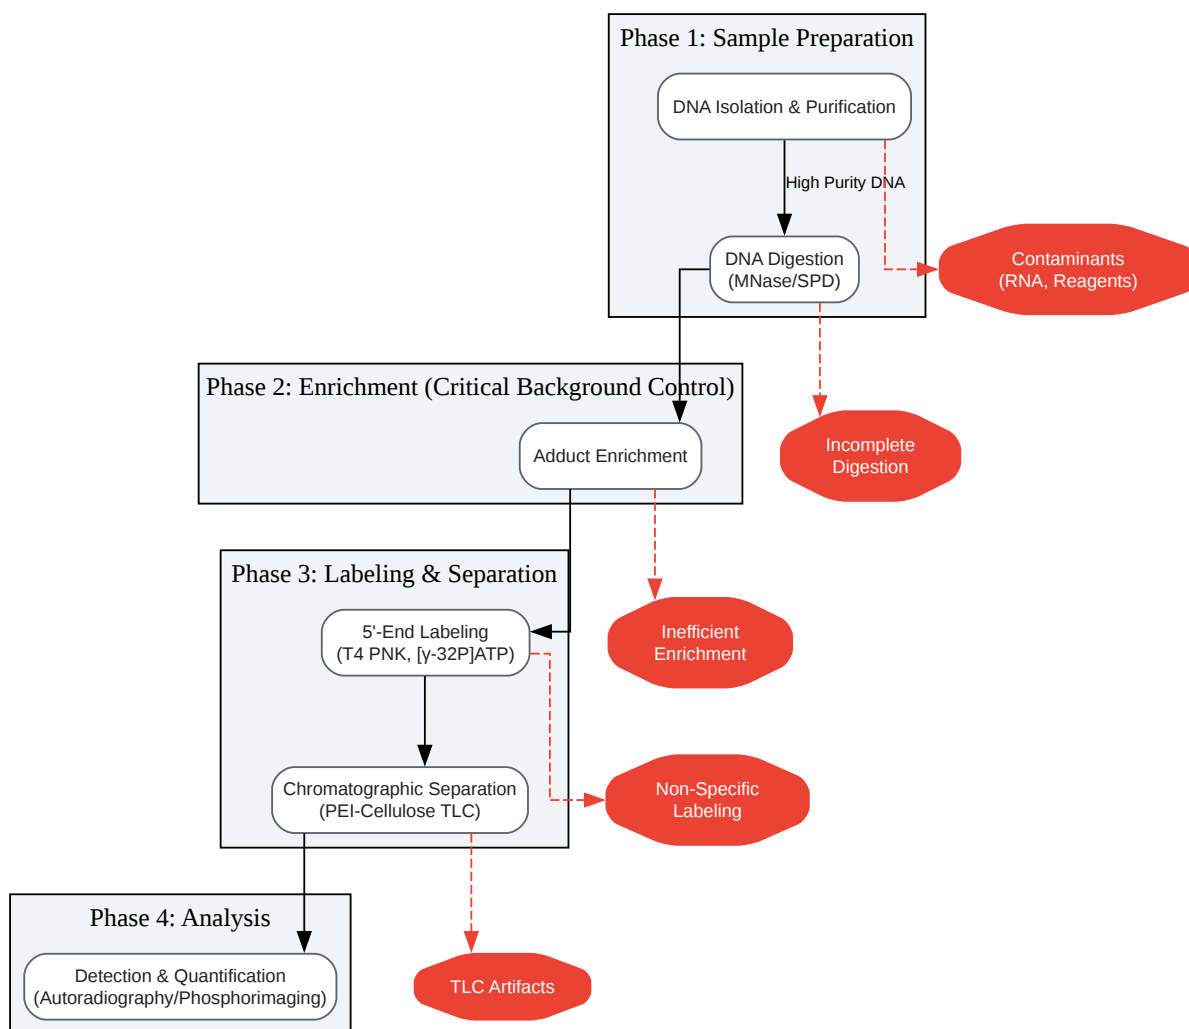 Phase 1: Sample Preparation
DNA Isolation & Purification
High Purity DNA
DNA Digestion
(MNase/SPD)
Contaminants
(RNA, Reagents)
Phase 2: Enrichment (Critical Background Control)
Adduct Enrichment
Incomplete
Digestion
Phase 3: Labeling & Separation
5'-End Labeling
(T4 PNK, [γ-32P]ATP)
Inefficient
Enrichment
Chromatographic Separation
(PEI-Cellulose TLC)
Non-Specific
Labeling
Phase 4: Analysis
Detection & Quantification
(Autoradiography/Phosphorimaging)
TLC Artifacts